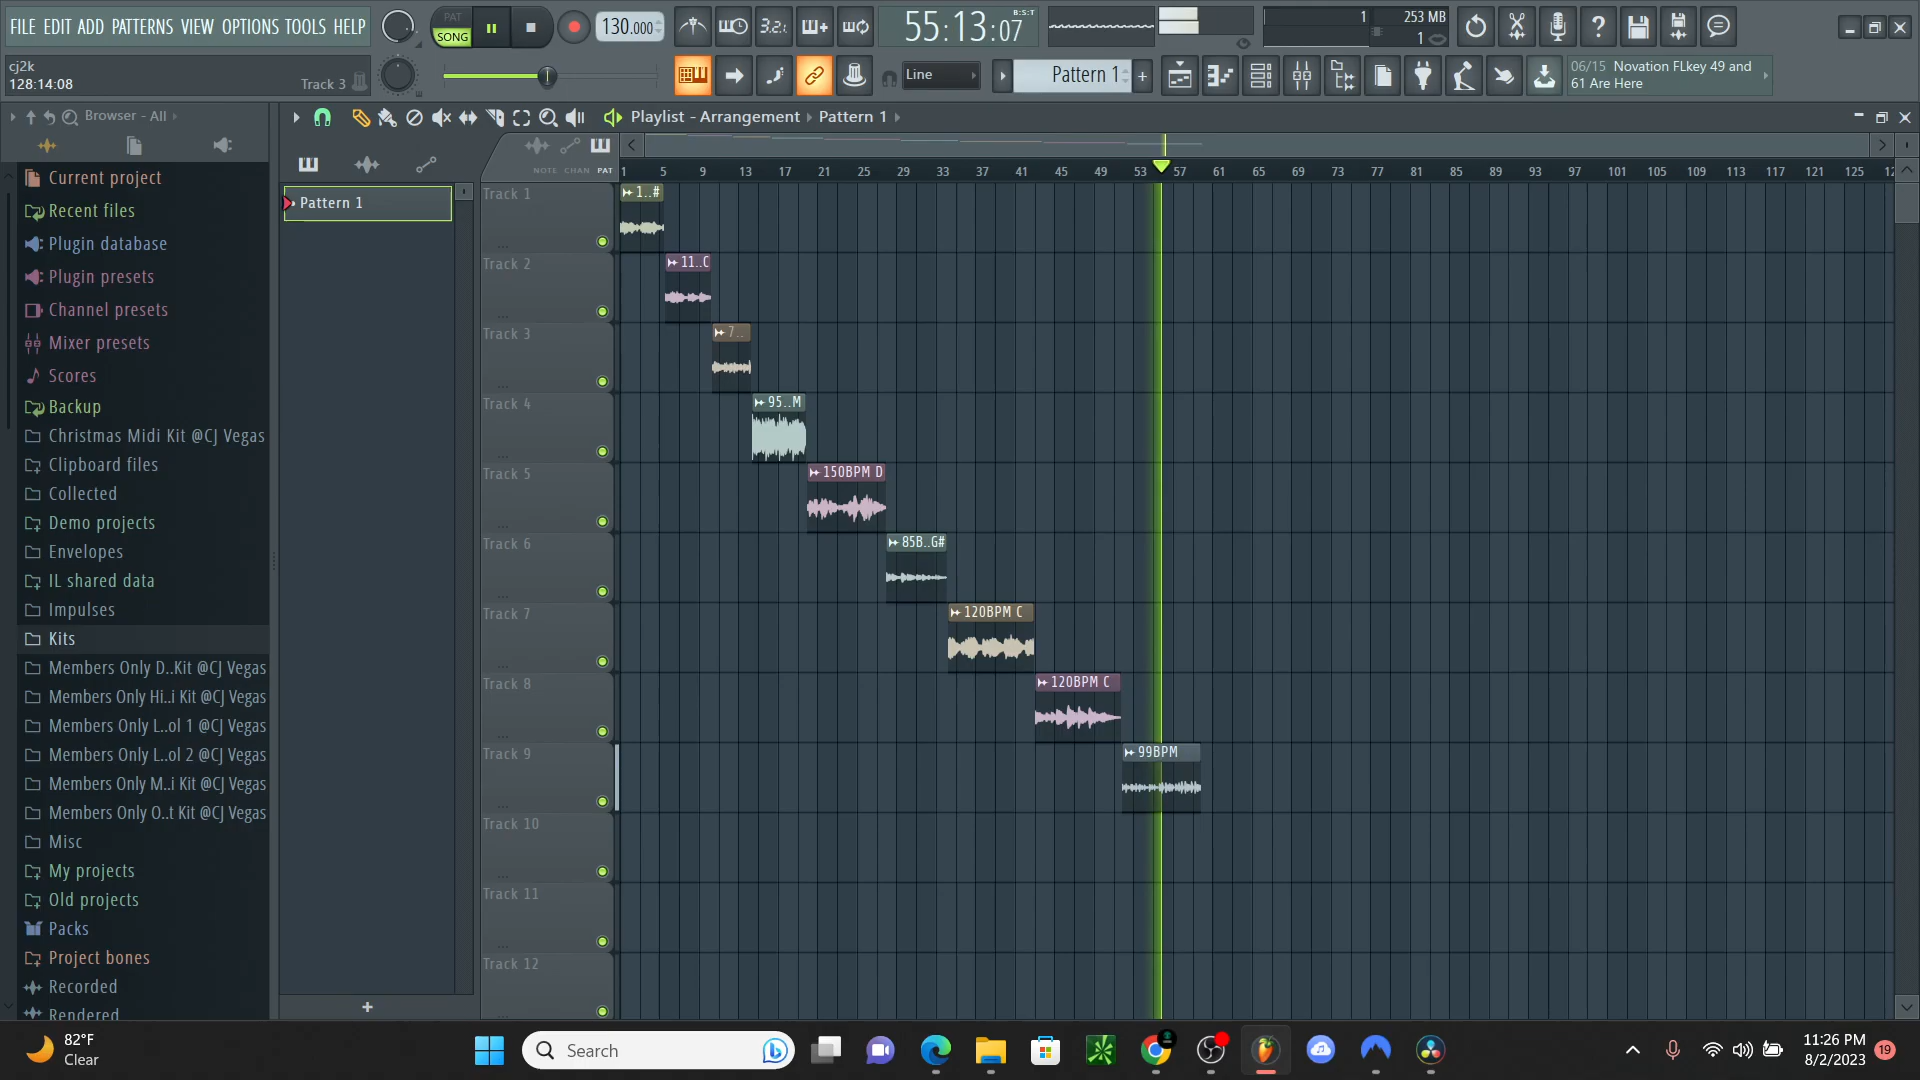 FILE EDIT ADD PATTERNS VIEW OPTIONS TOOLS HELP
PAT
SONG
130.000
3.2.
55:13:07
B:S:T
1
253 MB
1
cj2k
128:14:08
Track 3
Line
Pattern 1
06/15 Novation FLkey 49 and
61 Are Here
Browser - All
Playlist - Arrangement
Pattern 1
NOTE CHAN PAT
1 5 9 13 17 21 25 29 33 37 41 45 49 53 57 61 65 69 73 77 81 85 89 93 97 101 105 109 113 117 121 125
Current project
Recent files
Plugin database
Plugin presets
Channel presets
Mixer presets
Scores
Backup
Christmas Midi Kit @CJ Vegas
Clipboard files
Collected
Demo projects
Envelopes
IL shared data
Impulses
Kits
Members Only D..Kit @CJ Vegas
Members Only Hi..i Kit @CJ Vegas
Members Only L..ol 1 @CJ Vegas
Members Only L..ol 2 @CJ Vegas
Members Only M..i Kit @CJ Vegas
Members Only O..t Kit @CJ Vegas
Misc
My projects
Old projects
Packs
Project bones
Recorded
Rendered
Pattern 1
+
Track 1
1..#
Track 2
11..C
Track 3
7..
Track 4
95..M
Track 5
150BPM D
Track 6
85B..G#
Track 7
120BPM C
Track 8
120BPM C
Track 9
99BPM
Track 10
Track 11
Track 12
82°F
Clear
Search
11:26 PM
8/2/2023
19